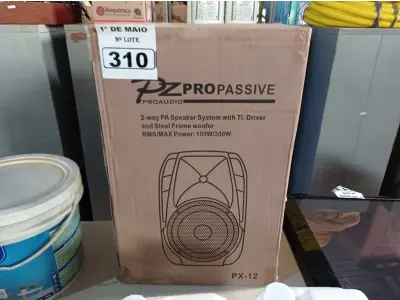 1º DE MAIO
Nº LOTE
310
PZ PROPASSIVE
PROAUDIO
2-way PA Speaker System with Ti. Driver
and Steel Frame woofer
RMS/MAX Power: 150W/300W
PX-12